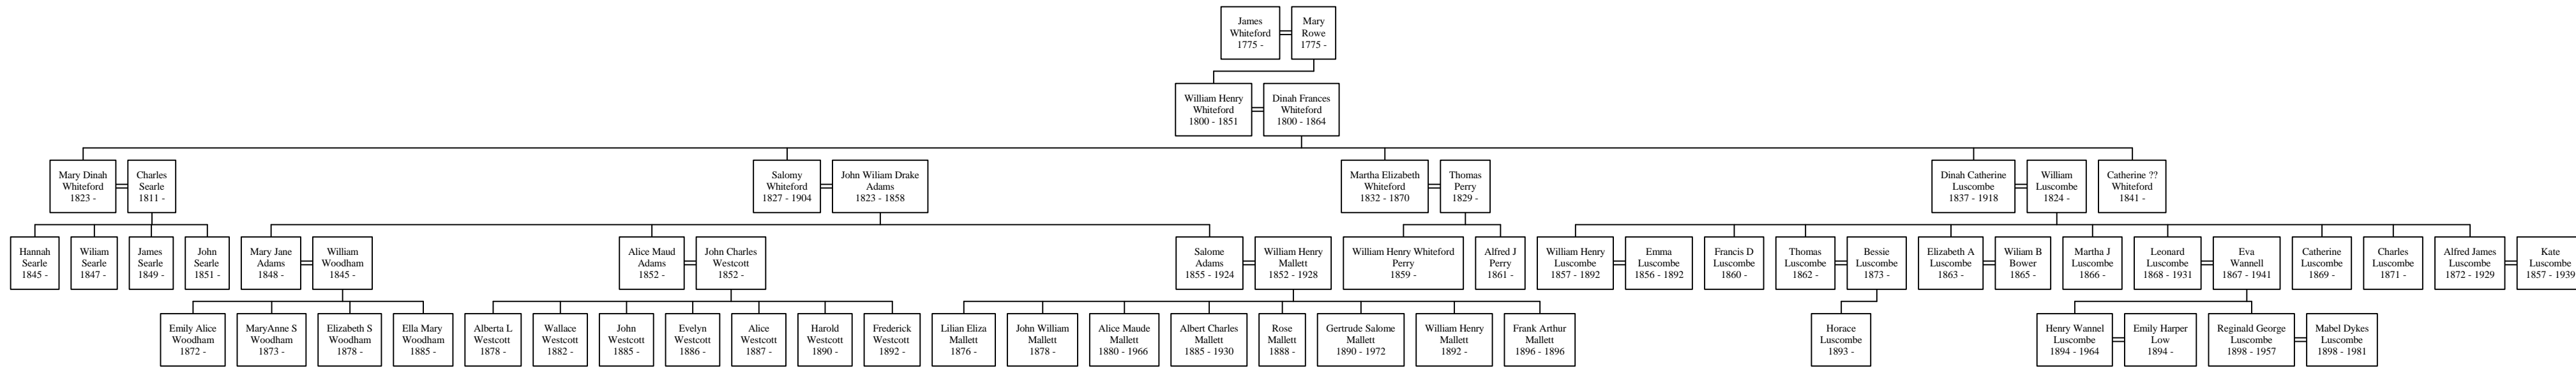 James
Whiteford
1775 -
Mary
Rowe
1775 -
William Henry
Whiteford
1800 - 1851
Dinah Frances
Whiteford
1800 - 1864
Mary Dinah
Whiteford
1823 -
Charles
Searle
1811 -
Salomy
Whiteford
1827 - 1904
John Wiliam Drake
Adams
1823 - 1858
Martha Elizabeth
Whiteford
1832 - 1870
Thomas
Perry
1829 -
Dinah Catherine
Luscombe
1837 - 1918
William
Luscombe
1824 -
Catherine ??
Whiteford
1841 -
Hannah
Searle
1845 -
Wiliam
Searle
1847 -
James
Searle
1849 -
John
Searle
1851 -
Mary Jane
Adams
1848 -
William
Woodham
1845 -
Alice Maud
Adams
1852 -
John Charles
Westcott
1852 -
Salome
Adams
1855 - 1924
William Henry
Mallett
1852 - 1928
William Henry Whiteford
Perry
1859 -
Alfred J
Perry
1861 -
William Henry
Luscombe
1857 - 1892
Emma
Luscombe
1856 - 1892
Francis D
Luscombe
1860 -
Thomas
Luscombe
1862 -
Bessie
Luscombe
1873 -
Elizabeth A
Luscombe
1863 -
Wiliam B
Bower
1865 -
Martha J
Luscombe
1866 -
Leonard
Luscombe
1868 - 1931
Eva
Wannell
1867 - 1941
Catherine
Luscombe
1869 -
Charles
Luscombe
1871 -
Alfred James
Luscombe
1872 - 1929
Kate
Luscombe
1857 - 1939
Emily Alice
Woodham
1872 -
MaryAnne S
Woodham
1873 -
Elizabeth S
Woodham
1878 -
Ella Mary
Woodham
1885 -
Alberta L
Westcott
1878 -
Wallace
Westcott
1882 -
John
Westcott
1885 -
Evelyn
Westcott
1886 -
Alice
Westcott
1887 -
Harold
Westcott
1890 -
Frederick
Westcott
1892 -
Lilian Eliza
Mallett
1876 -
John William
Mallett
1878 -
Alice Maude
Mallett
1880 - 1966
Albert Charles
Mallett
1885 - 1930
Rose
Mallett
1888 -
Gertrude Salome
Mallett
1890 - 1972
William Henry
Mallett
1892 -
Frank Arthur
Mallett
1896 - 1896
Horace
Luscombe
1893 -
Henry Wannel
Luscombe
1894 - 1964
Emily Harper
Low
1894 -
Reginald George
Luscombe
1898 - 1957
Mabel Dykes
Luscombe
1898 - 1981